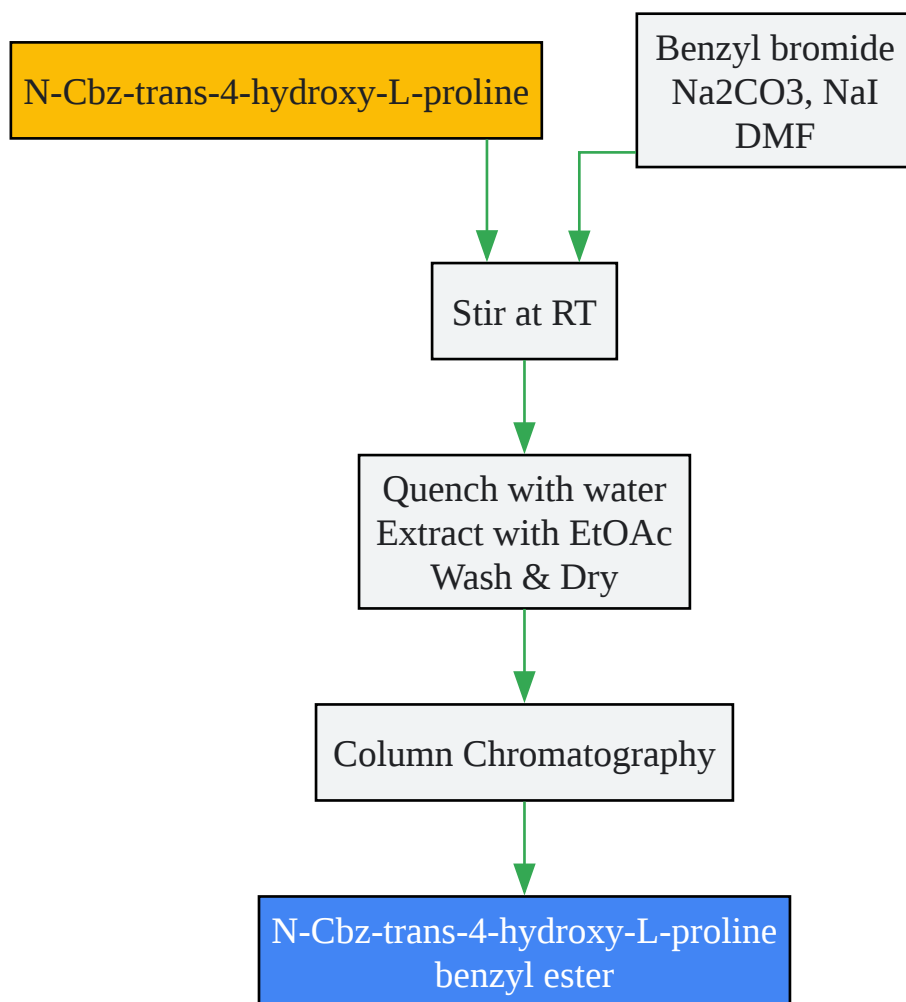 N-Cbz-trans-4-hydroxy-L-proline
Benzyl bromide
Na2CO3, NaI
DMF
Stir at RT
Quench with water
Extract with EtOAc
Wash & Dry
Column Chromatography
N-Cbz-trans-4-hydroxy-L-proline
benzyl ester